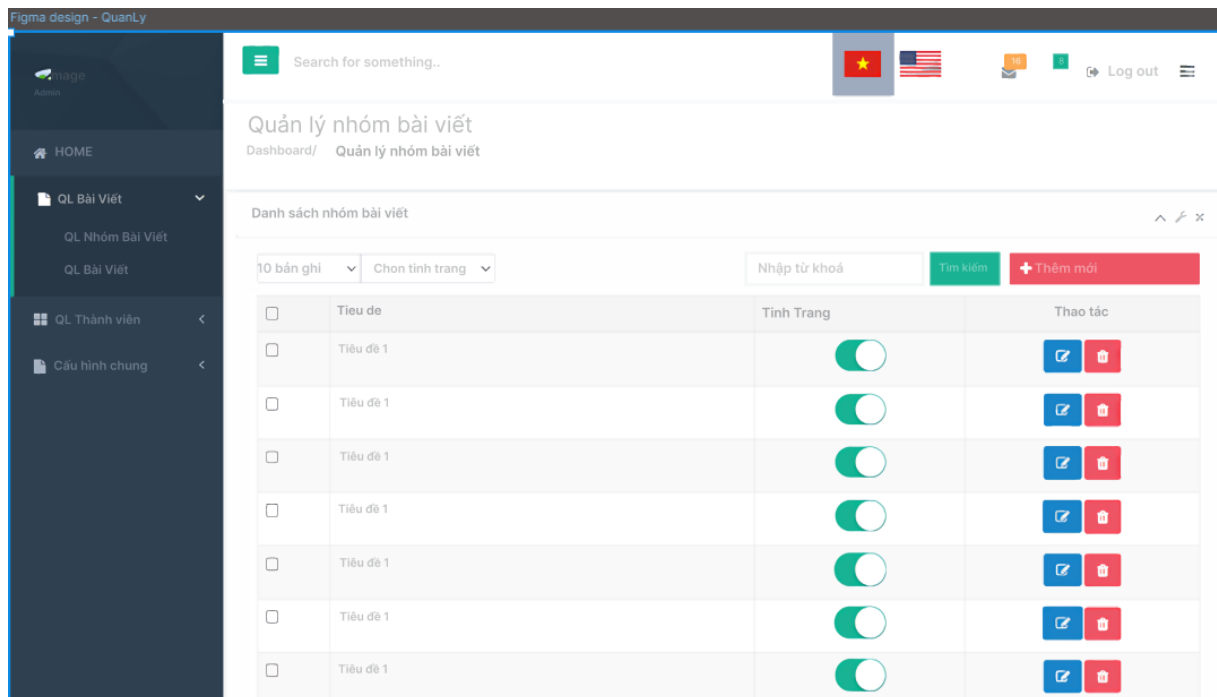 Figma design - QuanLy
Admin
Search for something..
16
8
Log out
HOME
QL Bài Viết
QL Nhóm Bài Viết
QL Bài Viết
QL Thành viên
Cấu hình chung
Quản lý nhóm bài viết
Dashboard/ Quản lý nhóm bài viết
Danh sách nhóm bài viết
10 bản ghi Chon tinh trang Nhập từ khoá Tìm kiếm Thêm mới
Tieu de Tinh Trang Thao tác
Tiêu đề 1
Tiêu đề 1
Tiêu đề 1
Tiêu đề 1
Tiêu đề 1
Tiêu đề 1
Tiêu đề 1